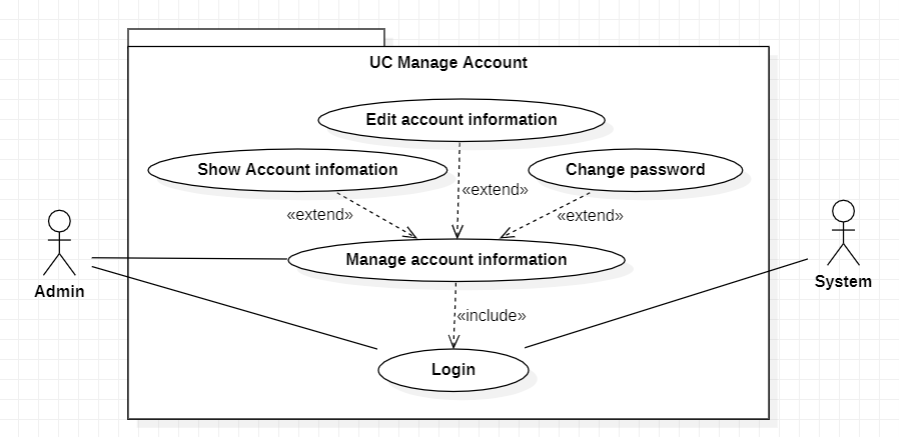 UC Manage Account
Edit account information
Show Account infomation
Change password
«extend»
«extend»
«extend»
Manage account information
Admin
System
«include»
Login